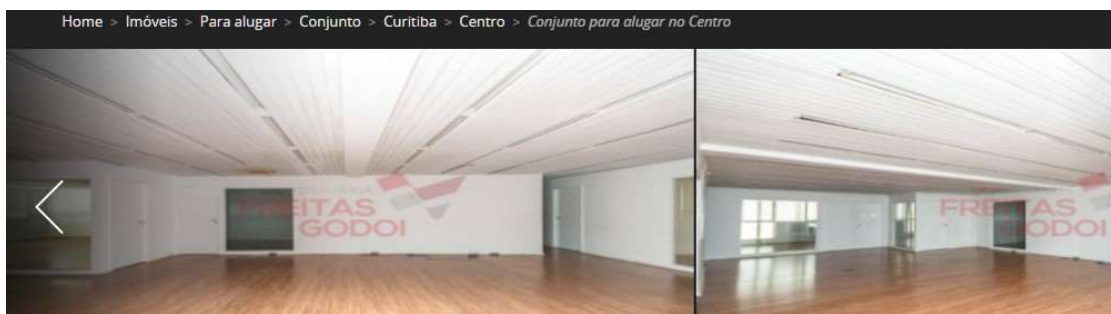 Home > Imóveis > Para alugar > Conjunto > Curitiba > Centro > Conjunto para alugar no Centro
FREITAS
GODOI
FREITAS
GODOI